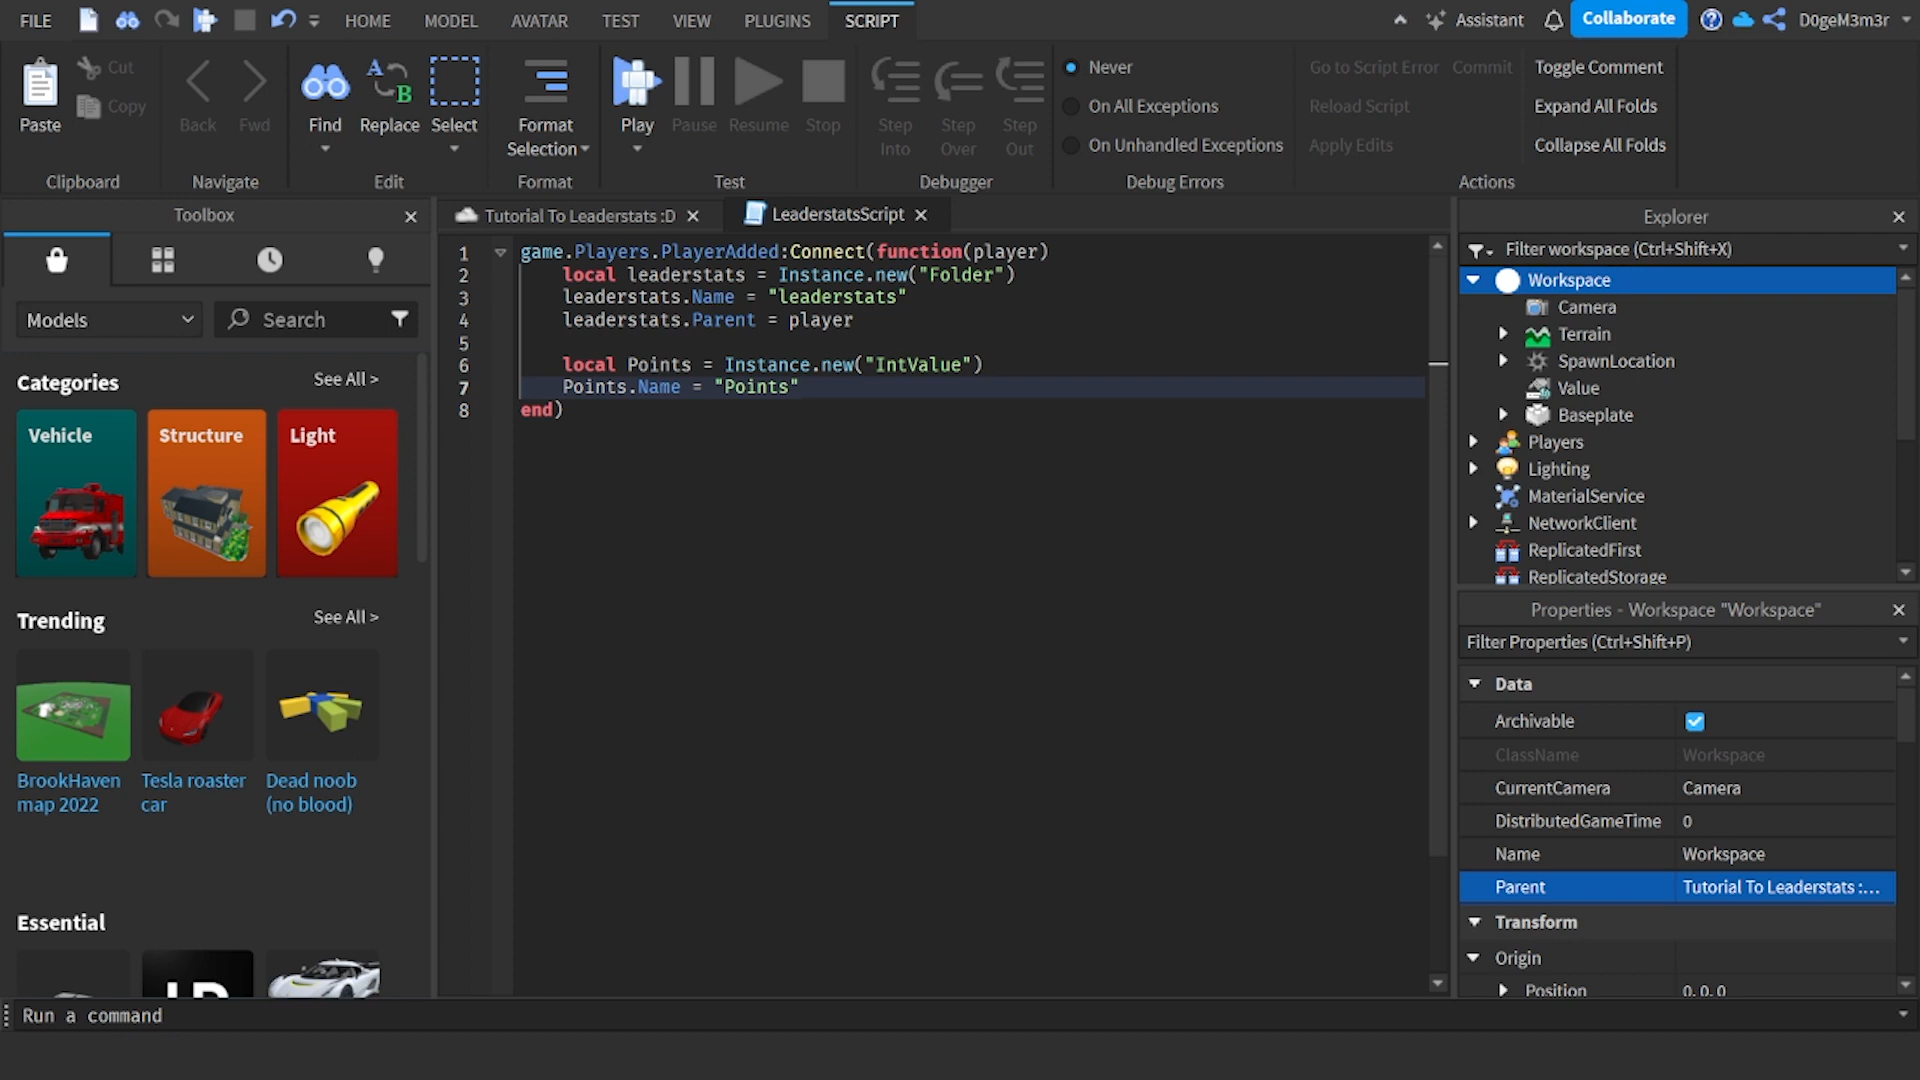 FILE HOME MODEL AVATAR TEST VIEW PLUGINS SCRIPT Assistant Collaborate D0geM3m3r
Paste
Cut
Copy
Clipboard
Back Fwd
Navigate
Find Replace Select
Edit
Format
Selection
Format
Play Pause Resume Stop
Test
Step Into
Step Over
Step Out
Debugger
Never
On All Exceptions
On Unhandled Exceptions
Debug Errors
Go to Script Error Commit
Reload Script
Apply Edits
Toggle Comment
Expand All Folds
Collapse All Folds
Actions
Toolbox
Models Search
Categories See All >
Vehicle Structure Light
Trending See All >
BrookHaven map 2022
Tesla roaster car
Dead noob (no blood)
Essential
Tutorial To Leaderstats :D LeaderstatsScript
1 game.Players.PlayerAdded:Connect(function(player)
2 local leaderstats = Instance.new("Folder")
3 leaderstats.Name = "leaderstats"
4 leaderstats.Parent = player
5
6 local Points = Instance.new("IntValue")
7 Points.Name = "Points"
8 end)
Explorer
Filter workspace (Ctrl+Shift+X)
Workspace
Camera
Terrain
SpawnLocation
Value
Baseplate
Players
Lighting
MaterialService
NetworkClient
ReplicatedFirst
ReplicatedStorage
Properties - Workspace "Workspace"
Filter Properties (Ctrl+Shift+P)
Data
Archivable
ClassName Workspace
CurrentCamera Camera
DistributedGameTime 0
Name Workspace
Parent Tutorial To Leaderstats :...
Transform
Origin
Position 0, 0, 0
Run a command